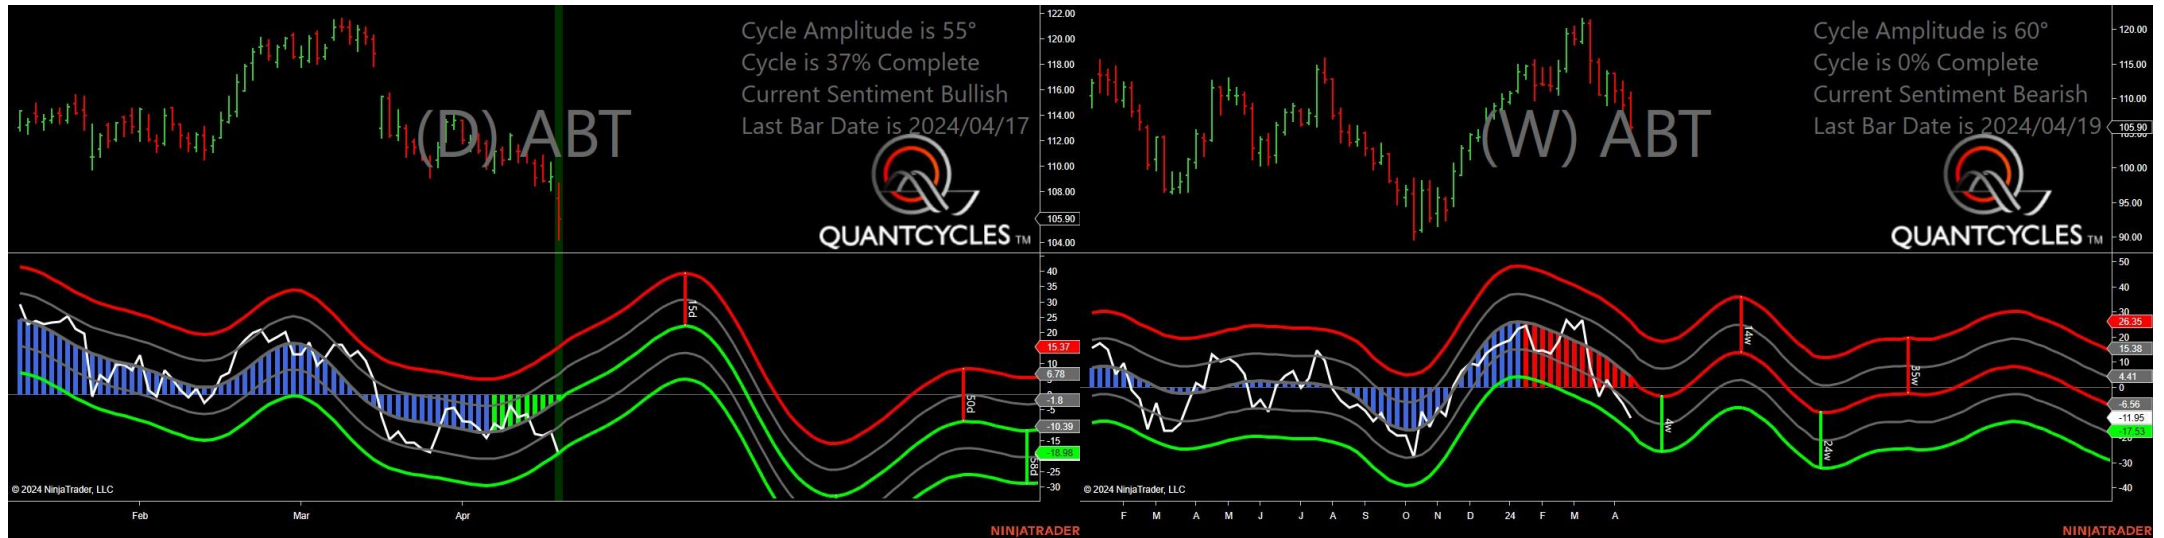 Cycle Amplitude is 55°
Cycle is 37% Complete
Current Sentiment Bullish
Last Bar Date is 2024/04/17
(D) ABT
QUANTCYCLES TM
122.00
120.00
118.00
116.00
114.00
112.00
110.00
108.00
105.90
104.00
40
35
30
25
20
15.37
10
6.78
-1.8
-5
-10.39
-15
-18.98
-25
-30
15d
50d
58d
© 2024 NinjaTrader, LLC
Feb
Mar
Apr
NINJATRADER
Cycle Amplitude is 60°
Cycle is 0% Complete
Current Sentiment Bearish
Last Bar Date is 2024/04/19
(W) ABT
QUANTCYCLES TM
120.00
115.00
110.00
105.90
100.00
95.00
90.00
50
40
26.35
20
15.38
10
4.41
0
-6.56
-11.95
-17.53
-30
-40
4w
14w
24w
35w
© 2024 NinjaTrader, LLC
F M A M J J A S O N D 24 F M A
NINJATRADER